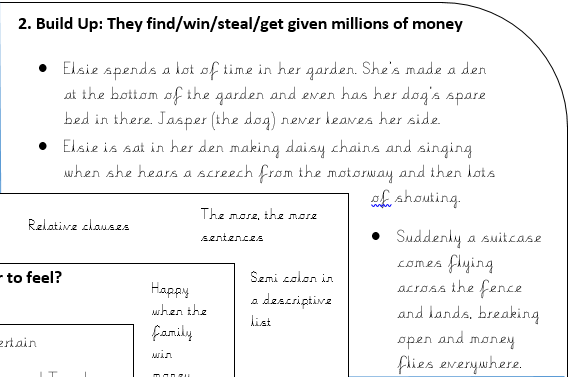 2. Build Up: They find/win/steal/get given millions of money
● Elsie spends a lot of time in her garden. She's made a den
at the bottom of the garden and even has her dog's spare
bed in there. Jasper (the dog) never leaves her side.
● Elsie is sat in her den making daisy chains and singing
when she hears a screech from the motorway and then lots
of shouting.
● Suddenly a suitcase
comes flying
across the fence
and lands, breaking
open and money
flies everywhere.
Relative clauses
The more, the more
sentences
Semi colon in
a descriptive
list
r to feel?
Happy
when the
family
win
money
ertain